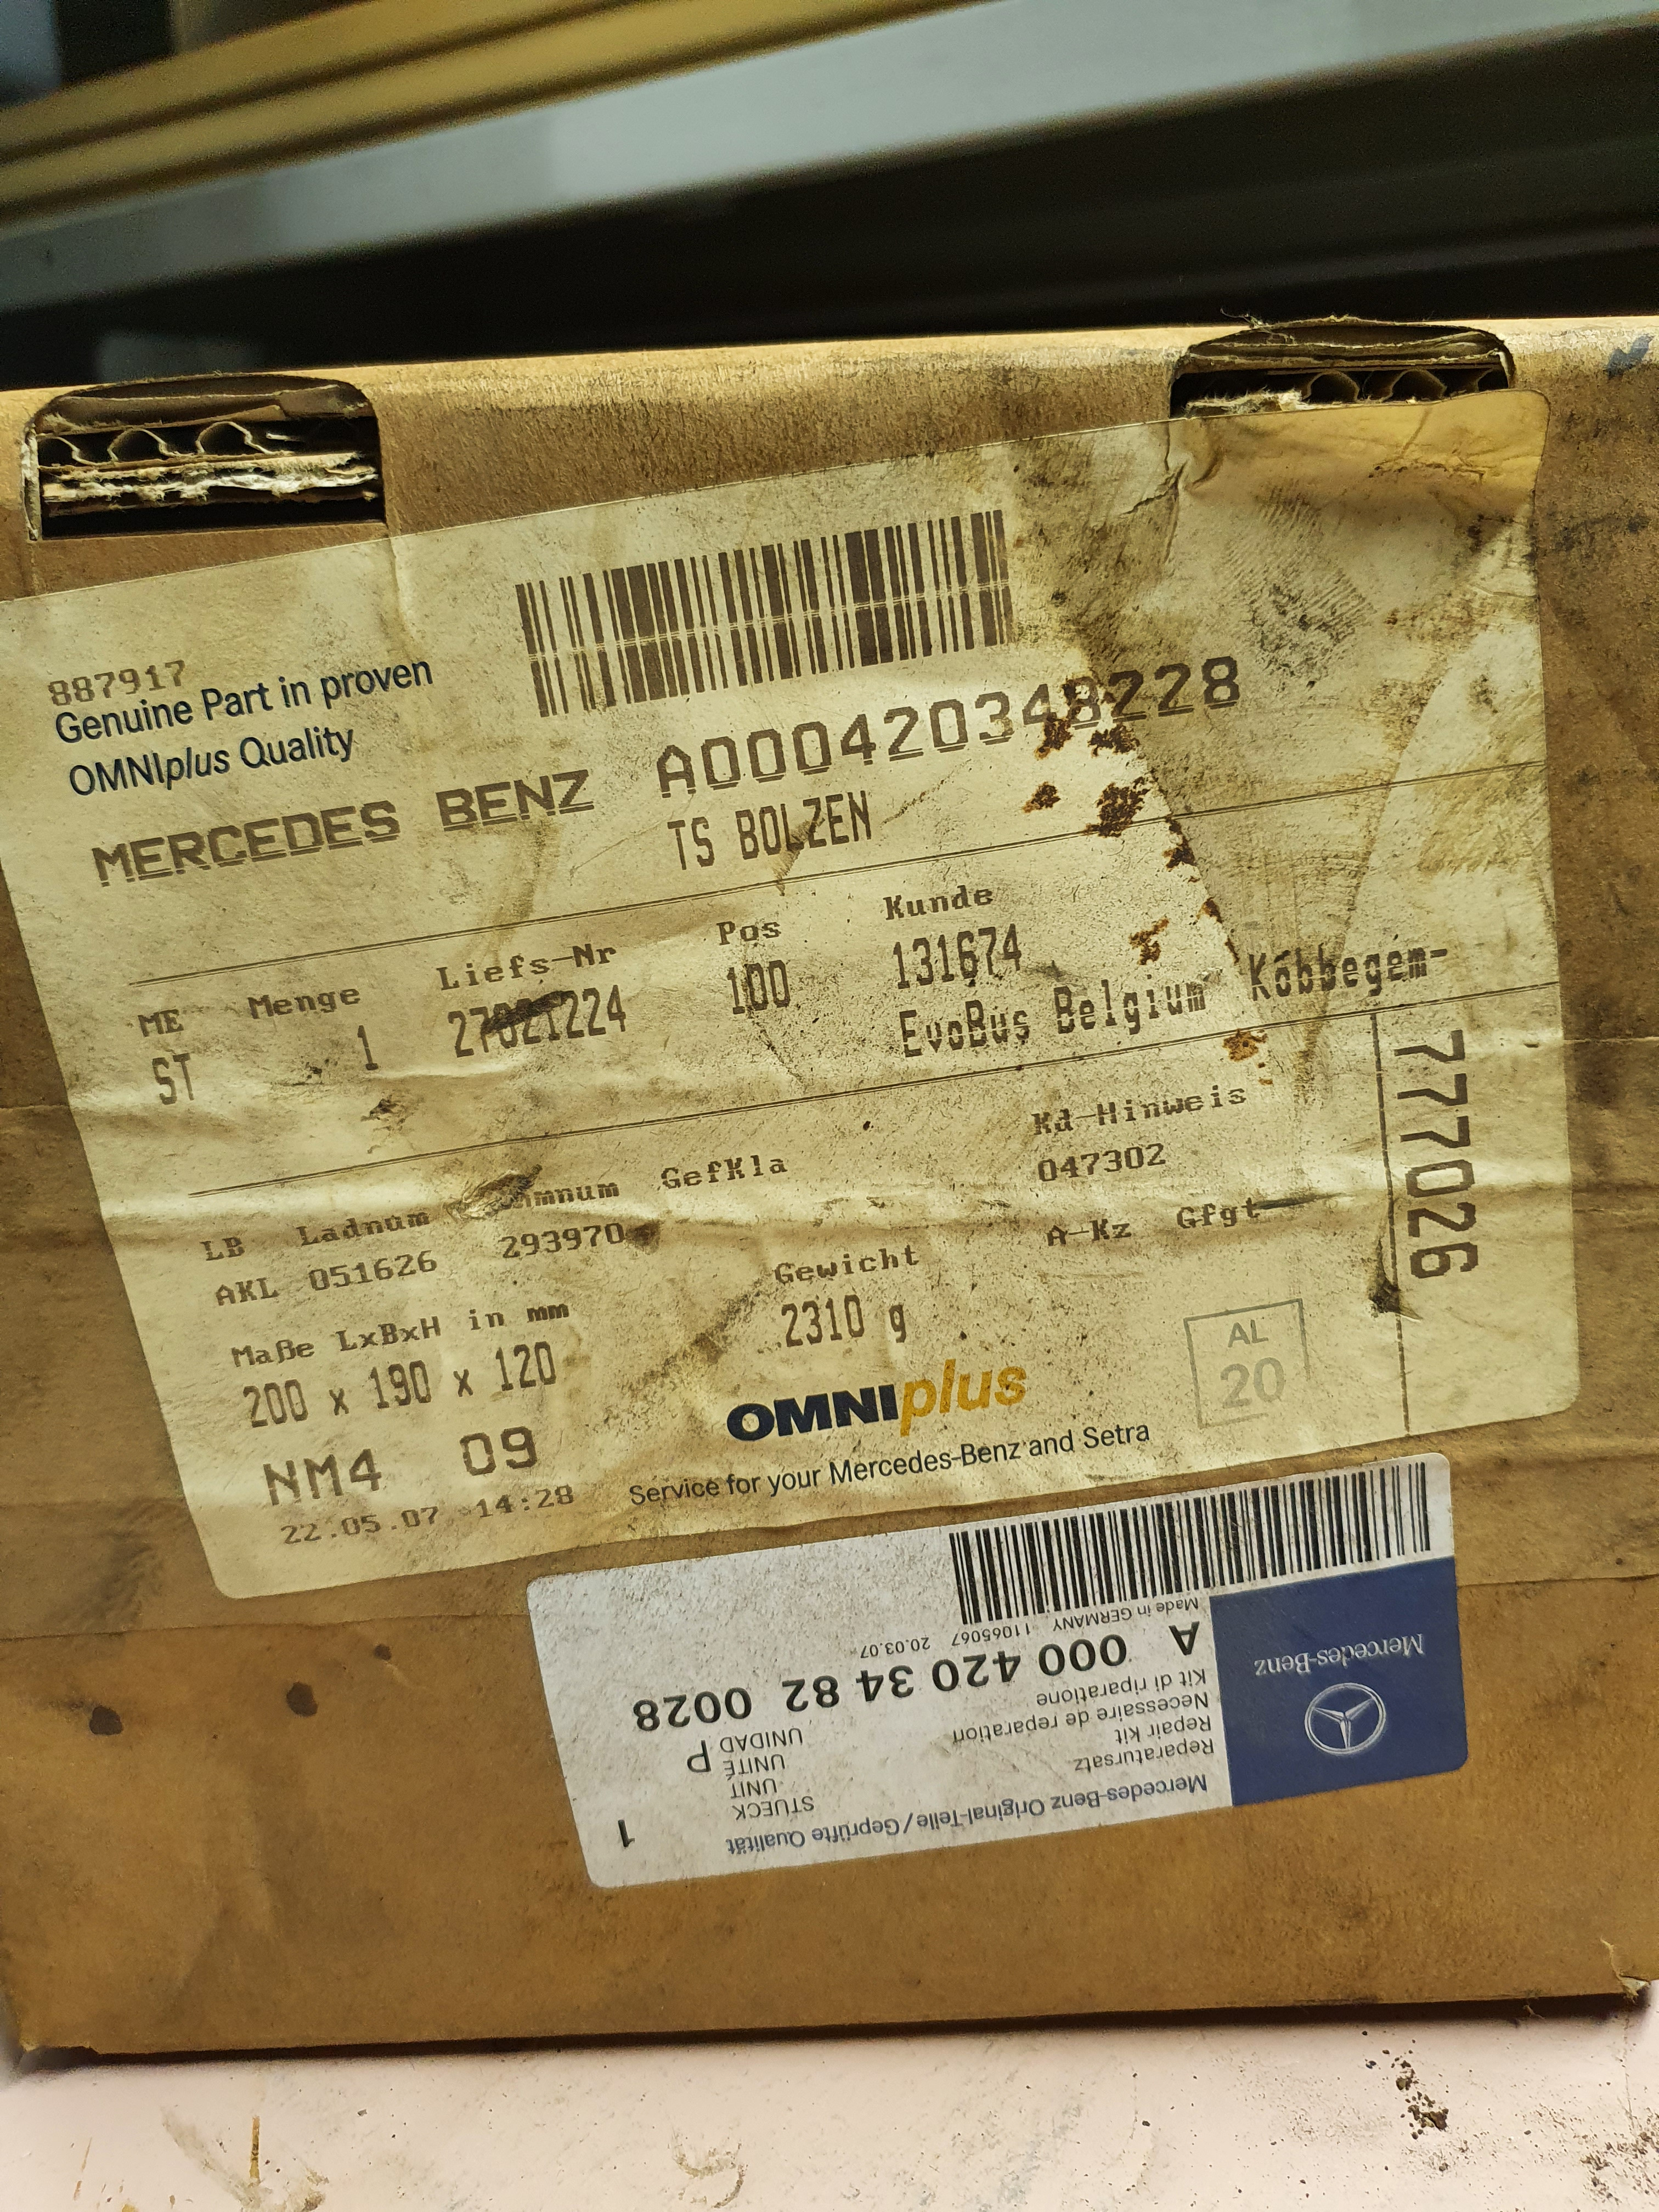 887917
Genuine Part in proven
OMNIplus Quality
MERCEDES BENZ A000420348228
TS BOLZEN
ME Menge Liefs-Nr Pos Kunde
ST 1 100 131674
EvoBus Belgium Kobbegem-
LB Ladnum GefKla Kd-Hinweis
AKL 051626 293970 047302
Maße LxBxH in mm Gewicht A-Kz Gfgt
200 x 190 x 120 2310 g
NM4 09
22.05.07 14:28
OMNIplus
Service for your Mercedes-Benz and Setra
AL
20
777026
Mercedes-Benz
Mercedes-Benz Original-Teile/Geprüfte Qualität
Reparatursatz
Repair kit
Necessaire de reparation
Kit di riparazione
STUECK
UNIT
UNITÉ
UNIDAD
1
P
A 000 420 34 82 0028
Made in GERMANY 11065067 20.03.07